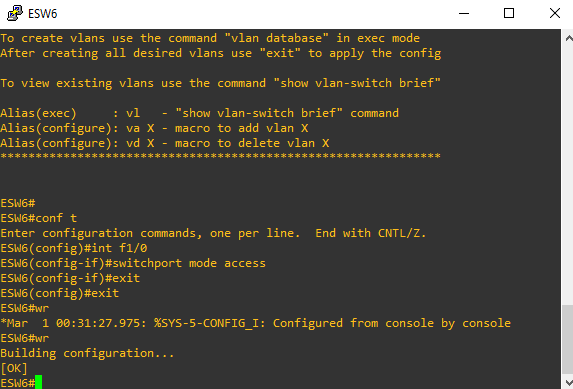 ESW6
To create vlans use the command "vlan database" in exec mode
After creating all desired vlans use "exit" to apply the config
To view existing vlans use the command "show vlan-switch brief"
Alias(exec)     : vl   - "show vlan-switch brief" command
Alias(configure): va X - macro to add vlan X
Alias(configure): vd X - macro to delete vlan X
***************************************************************
ESW6#
ESW6#conf t
Enter configuration commands, one per line.  End with CNTL/Z.
ESW6(config)#int f1/0
ESW6(config-if)#switchport mode access
ESW6(config-if)#exit
ESW6(config)#exit
ESW6#wr
*Mar  1 00:31:27.975: %SYS-5-CONFIG_I: Configured from console by console
ESW6#wr
Building configuration...
[OK]
ESW6#